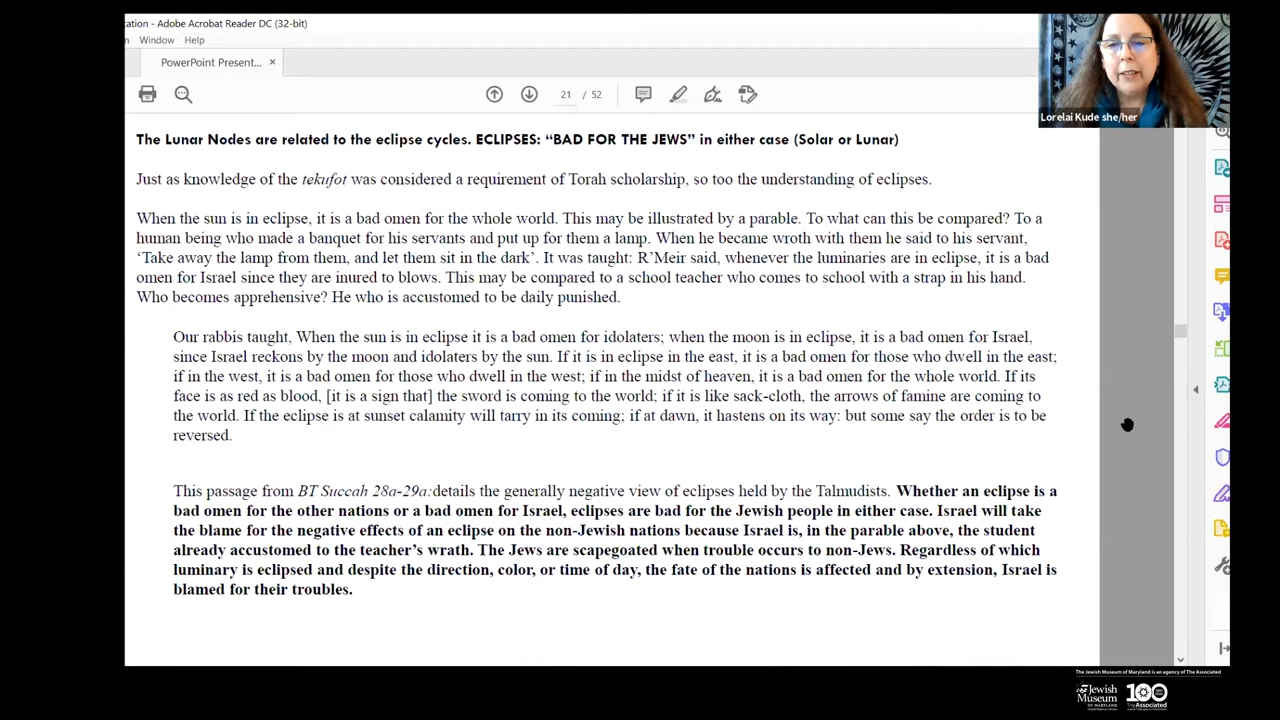 tation - Adobe Acrobat Reader DC (32-bit)
n Window Help
PowerPoint Present... ×
21 / 52
Lorelai Kude she/her
The Lunar Nodes are related to the eclipse cycles. ECLIPSES: “BAD FOR THE JEWS” in either case (Solar or Lunar)
Just as knowledge of the tekufot was considered a requirment of Torah scholarship, so too the understanding of eclipses.
When the sun is in eclipse, it is a bad omen for the whole world. This may be illustrated by a parable. To what can this be compared? To a
human being who made a banquet for his servants and put up for them a lamp. When he became wroth with them he said to his servant,
‘Take away the lamp from them, and let them sit in the dark’. It was taught: R’Meir said, whenever the luminaries are in eclipse, it is a bad
omen for Israel since they are inured to blows. This may be compared to a school teacher who comes to school with a strap in his hand.
Who becomes apprehensive? He who is accustomed to be daily punished.
Our rabbis taught, When the sun is in eclipse it is a bad omen for idolaters; when the moon is in eclipse, it is a bad omen for Israel,
since Israel reckons by the moon and idolaters by the sun. If it is in eclipse in the east, it is a bad omen for those who dwell in the east;
if in the west, it is a bad omen for those who dwell in the west; if in the midst of heaven, it is a bad omen for the whole world. If its
face is as red as blood, [it is a sign that] the sword is coming to the world; if it is like sack-cloth, the arrows of famine are coming to
the world. If the eclipse is at sunset calamity will tarry in its coming; if at dawn, it hastens on its way: but some say the order is to be
reversed.
This passage from BT Succah 28a-29a:details the generally negative view of eclipses held by the Talmudists. Whether an eclipse is a
bad omen for the other nations or a bad omen for Israel, eclipses are bad for the Jewish people in either case. Israel will take
the blame for the negative effects of an eclipse on the non-Jewish nations because Israel is, in the parable above, the student
already accustomed to the teacher’s wrath. The Jews are scapegoated when trouble occurs to non-Jews. Regardless of which
luminary is eclipsed and despite the direction, color, or time of day, the fate of the nations is affected and by extension, Israel is
blamed for their troubles.
The Jewish Museum of Maryland is an agency of The Associated
Jewish Museum OF MARYLAND
100 The Associated